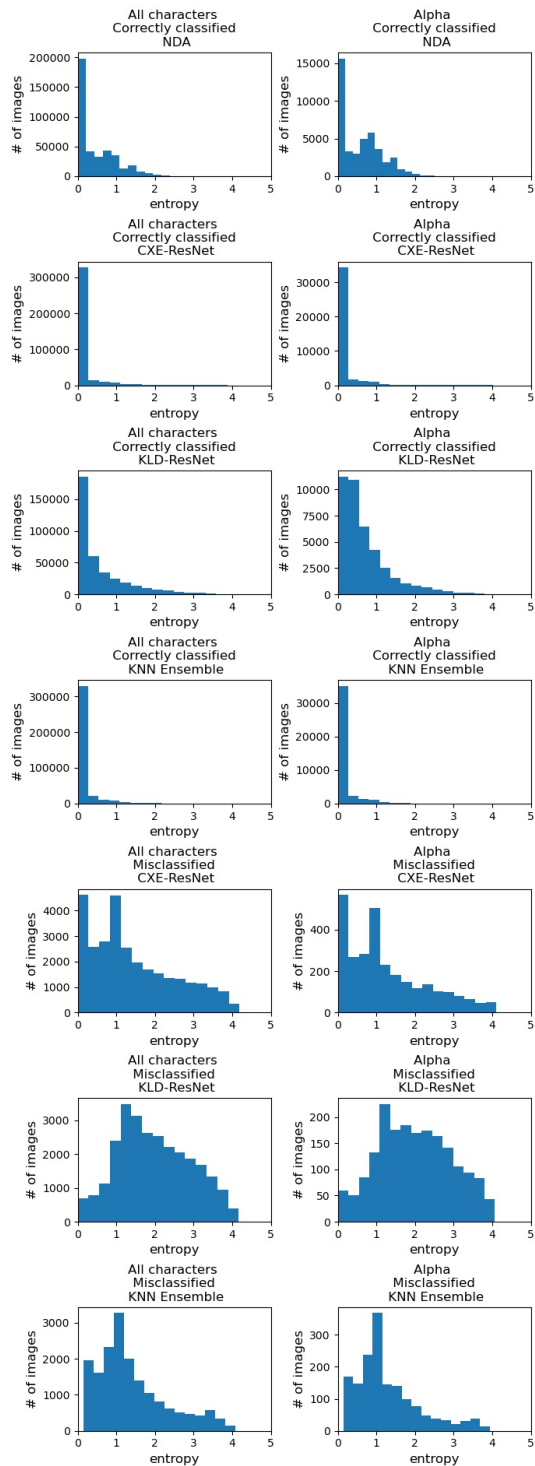 All characters
Correctly classified
NDA
200000
150000
100000
50000
0
# of images
0 1 2 3 4 5
entropy
Alpha
Correctly classified
NDA
15000
10000
5000
0
# of images
0 1 2 3 4 5
entropy
All characters
Correctly classified
CXE-ResNet
300000
200000
100000
0
# of images
0 1 2 3 4 5
entropy
Alpha
Correctly classified
CXE-ResNet
30000
20000
10000
0
# of images
0 1 2 3 4 5
entropy
All characters
Correctly classified
KLD-ResNet
150000
100000
50000
0
# of images
0 1 2 3 4 5
entropy
Alpha
Correctly classified
KLD-ResNet
10000
7500
5000
2500
0
# of images
0 1 2 3 4 5
entropy
All characters
Correctly classified
KNN Ensemble
300000
200000
100000
0
# of images
0 1 2 3 4 5
entropy
Alpha
Correctly classified
KNN Ensemble
30000
20000
10000
0
# of images
0 1 2 3 4 5
entropy
All characters
Misclassified
CXE-ResNet
4000
3000
2000
1000
0
# of images
0 1 2 3 4 5
entropy
Alpha
Misclassified
CXE-ResNet
400
200
0
# of images
0 1 2 3 4 5
entropy
All characters
Misclassified
KLD-ResNet
3000
2000
1000
0
# of images
0 1 2 3 4 5
entropy
Alpha
Misclassified
KLD-ResNet
200
150
100
50
0
# of images
0 1 2 3 4 5
entropy
All characters
Misclassified
KNN Ensemble
3000
2000
1000
0
# of images
0 1 2 3 4 5
entropy
Alpha
Misclassified
KNN Ensemble
300
200
100
0
# of images
0 1 2 3 4 5
entropy